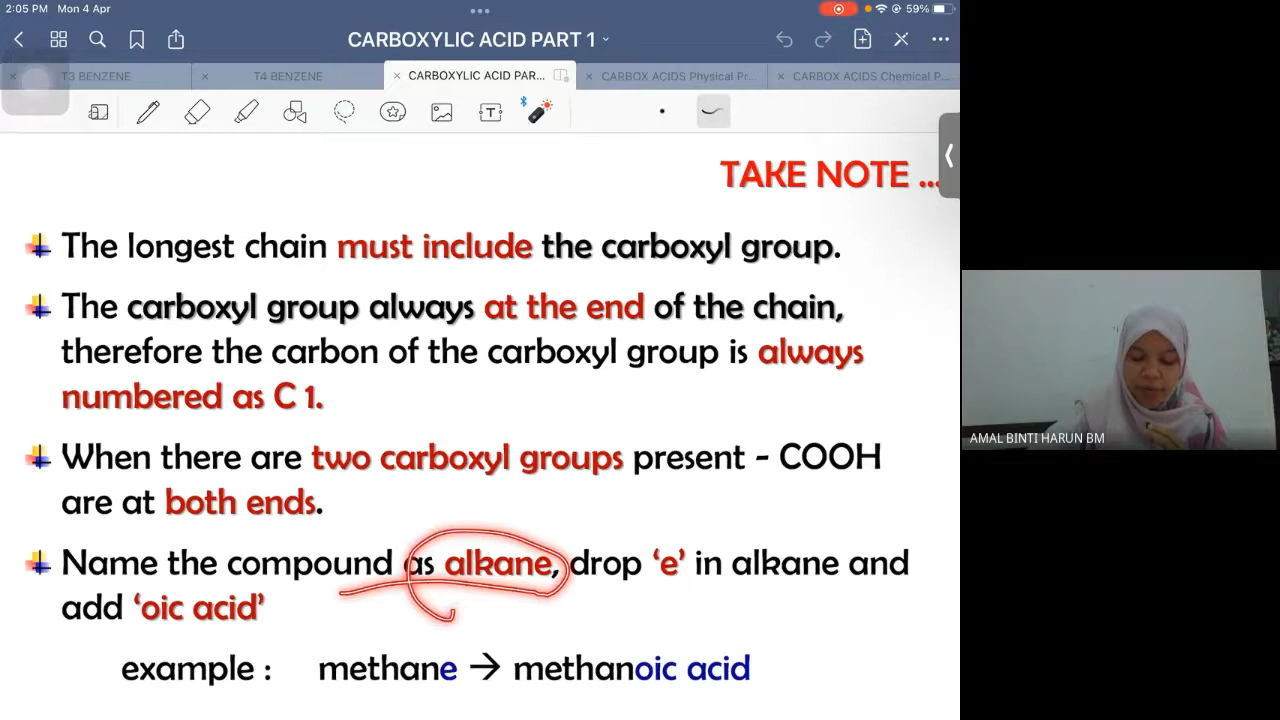 2:05 PM Mon 4 Apr
59%
CARBOXYLIC ACID PART 1
T3 BENZENE
T4 BENZENE
CARBOXYLIC ACID PAR...
CARBOX ACIDS Physical Pr...
CARBOX ACIDS Chemical P...
TAKE NOTE ...
The longest chain must include the carboxyl group.
The carboxyl group always at the end of the chain,
therefore the carbon of the carboxyl group is always
numbered as C 1.
When there are two carboxyl groups present - COOH
are at both ends.
Name the compound as alkane, drop ‘e’ in alkane and
add ‘oic acid’
example : methane → methanoic acid
AMAL BINTI HARUN BM